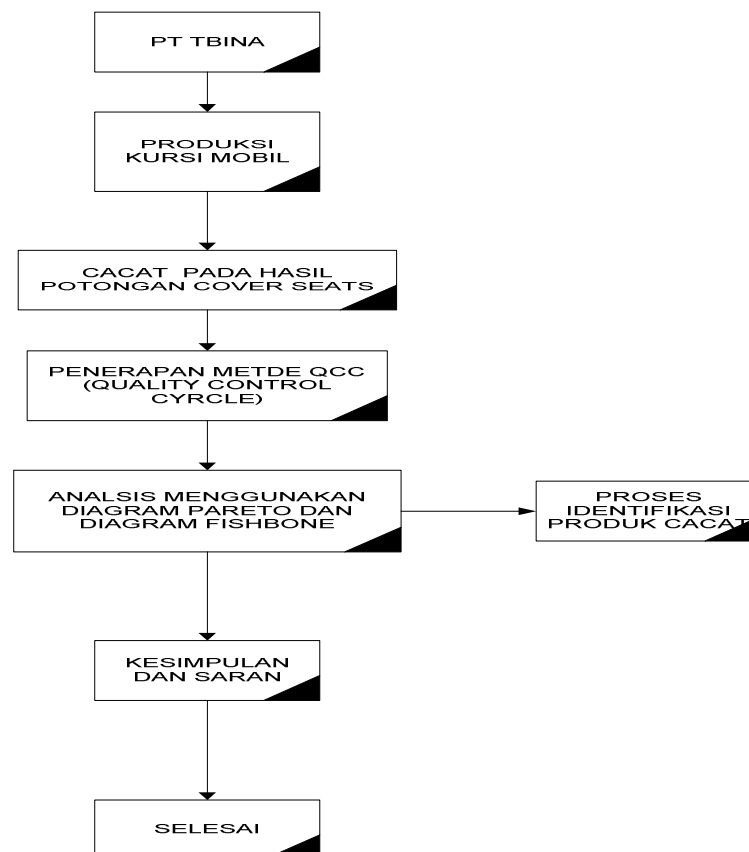 PT TBINA
PRODUKSI
KURSI MOBIL
CACAT PADA HASIL
POTONGAN COVER SEATS
PENERAPAN METDE QCC
(QUALITY CONTROL
CYRCLE)
ANALSIS MENGGUNAKAN
DIAGRAM PARETO DAN
DIAGRAM FISHBONE
PROSES
IDENTIFIKASI
PRODUK CACAT
KESIMPULAN
DAN SARAN
SELESAI